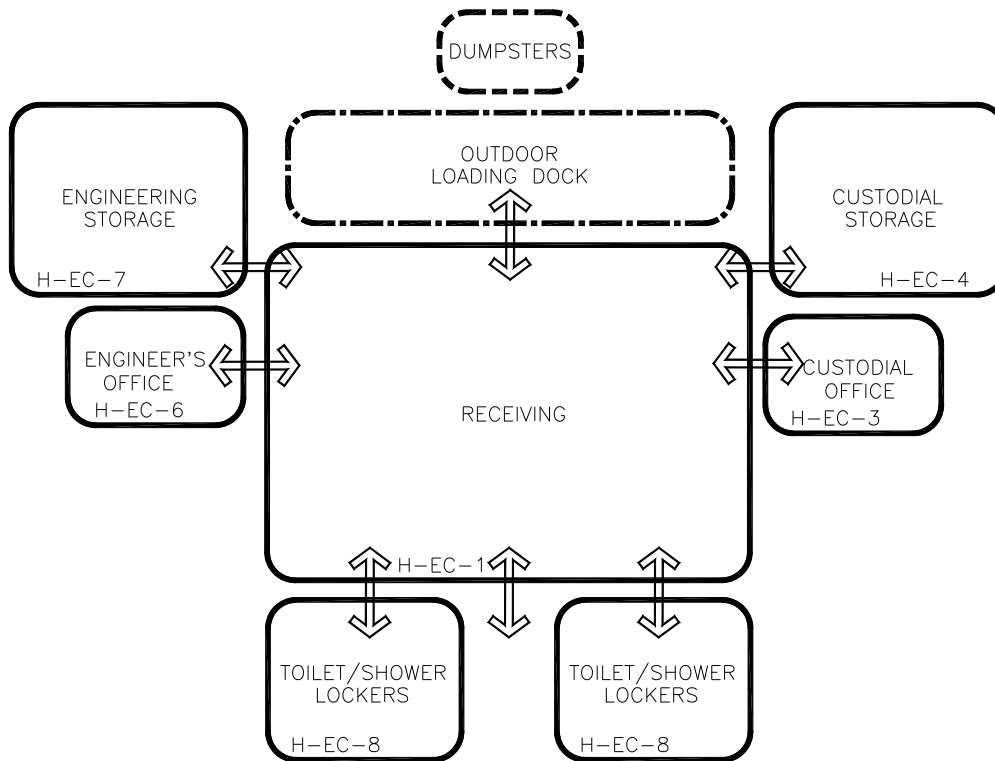 DUMPSTERS
OUTDOOR
LOADING DOCK
ENGINEERING
STORAGE
H-EC-7
CUSTODIAL
STORAGE
H-EC-4
ENGINEER'S
OFFICE
H-EC-6
RECEIVING
H-EC-1
CUSTODIAL
OFFICE
H-EC-3
TOILET/SHOWER
LOCKERS
H-EC-8
TOILET/SHOWER
LOCKERS
H-EC-8